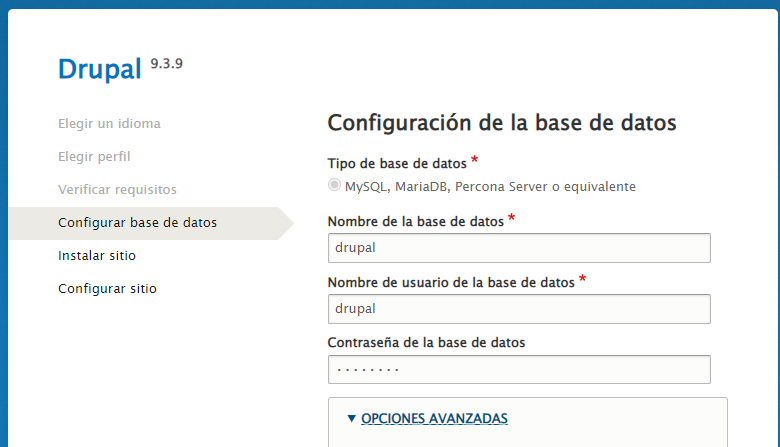 Drupal 9.3.9
Elegir un idioma
Elegir perfil
Verificar requisitos
Configurar base de datos
Instalar sitio
Configurar sitio
Configuración de la base de datos
Tipo de base de datos *
MySQL, MariaDB, Percona Server o equivalente
Nombre de la base de datos *
drupal
Nombre de usuario de la base de datos *
drupal
Contraseña de la base de datos
········
▼ OPCIONES AVANZADAS